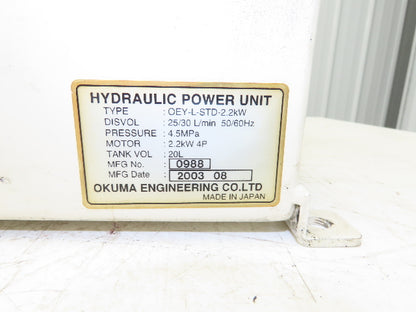 HYDRAULIC POWER UNIT
TYPE : OEY-L-STD-2.2kW
DISVOL : 25/30 L/min 50/60Hz
PRESSURE : 4.5MPa
MOTOR : 2.2kW 4P
TANK VOL : 20L
MFG No. : 0988
MFG Date : 2003 08
OKUMA ENGINEERING CO.LTD
MADE IN JAPAN